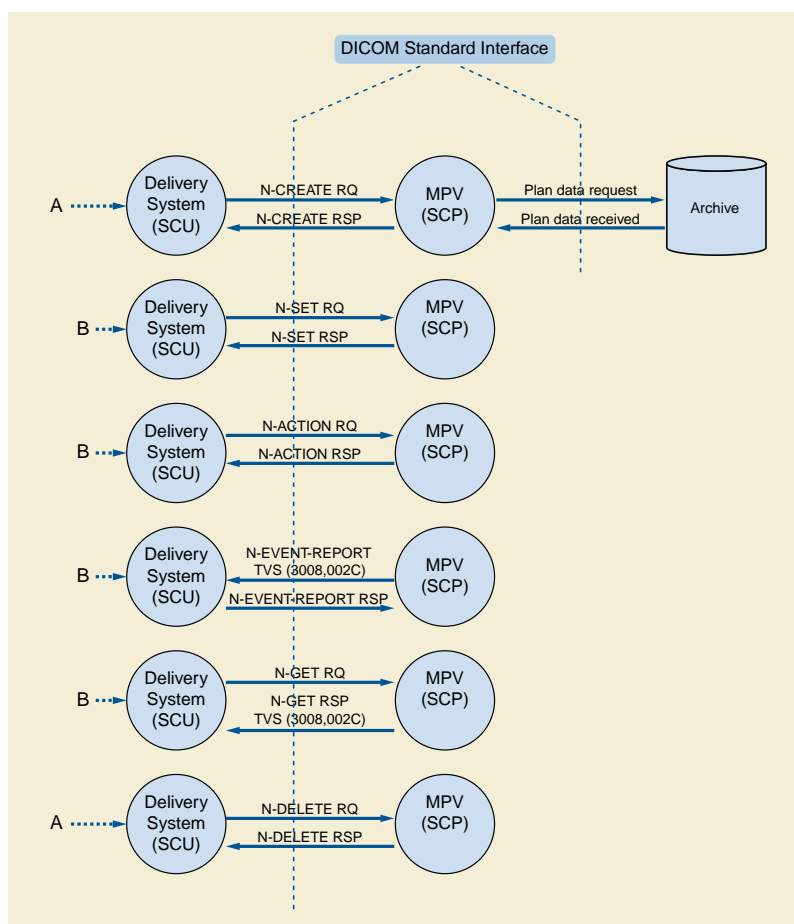 DICOM Standard Interface
A
Delivery
System
(SCU)
N-CREATE RQ
N-CREATE RSP
MPV
(SCP)
Plan data request
Plan data received
Archive
B
Delivery
System
(SCU)
N-SET RQ
N-SET RSP
MPV
(SCP)
B
Delivery
System
(SCU)
N-ACTION RQ
N-ACTION RSP
MPV
(SCP)
B
Delivery
System
(SCU)
N-EVENT-REPORT
TVS (3008,002C)
N-EVENT-REPORT RSP
MPV
(SCP)
B
Delivery
System
(SCU)
N-GET RQ
N-GET RSP
TVS (3008,002C)
MPV
(SCP)
A
Delivery
System
(SCU)
N-DELETE RQ
N-DELETE RSP
MPV
(SCP)